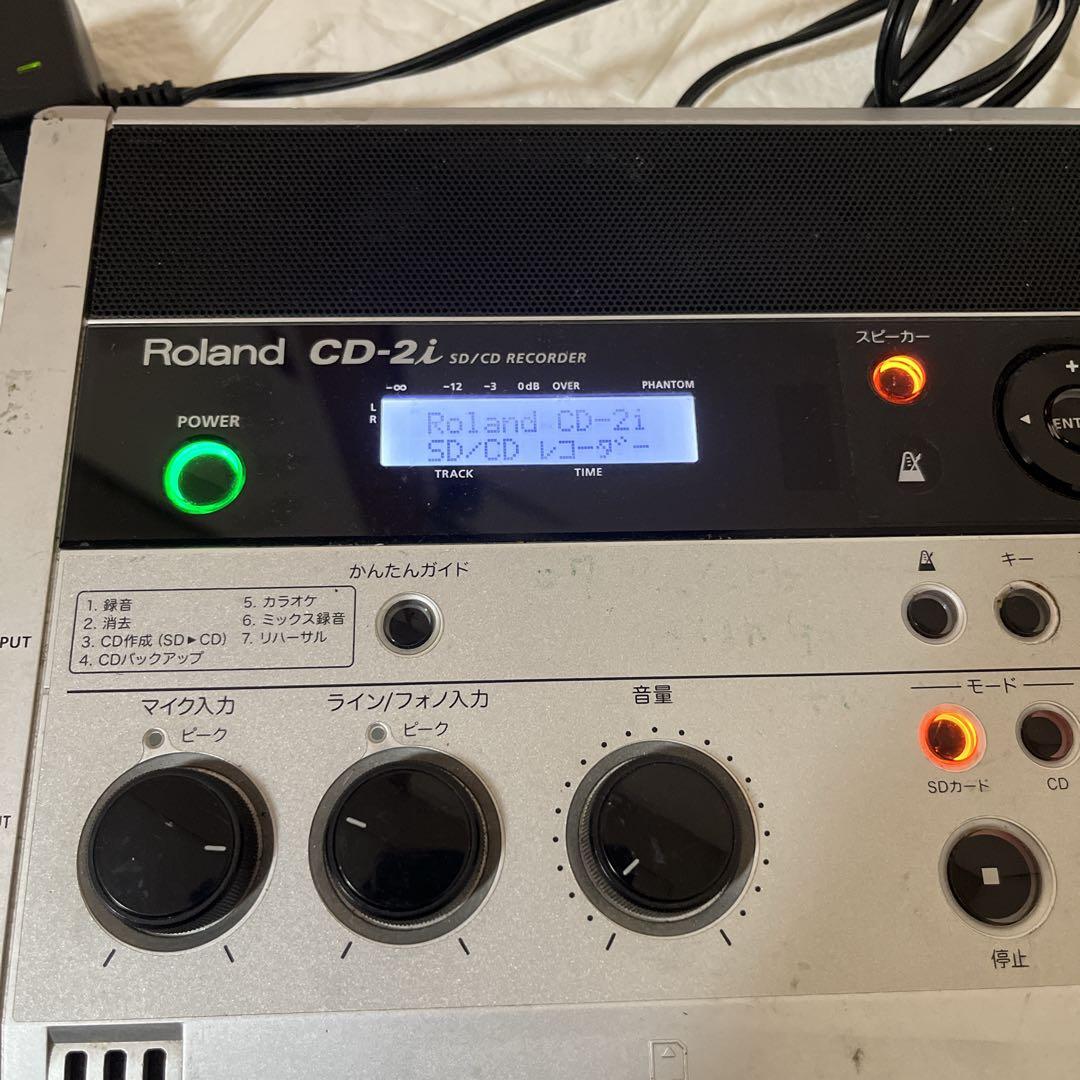 Roland CD-2i SD/CD RECORDER
スピーカー
-∞ -12 -3 0dB OVER PHANTOM
L
R
POWER
Roland CD-2i
SD/CD レコーダー
TRACK TIME
+
◀ ENT
かんたんガイド
キー
1. 録音
2. 消去
3. CD作成 (SD▶CD)
4. CDバックアップ
5. カラオケ
6. ミックス録音
7. リハーサル
PUT
マイク入力
ピーク
ライン/フォノ入力
ピーク
音量
モード
SDカード
CD
UT
停止